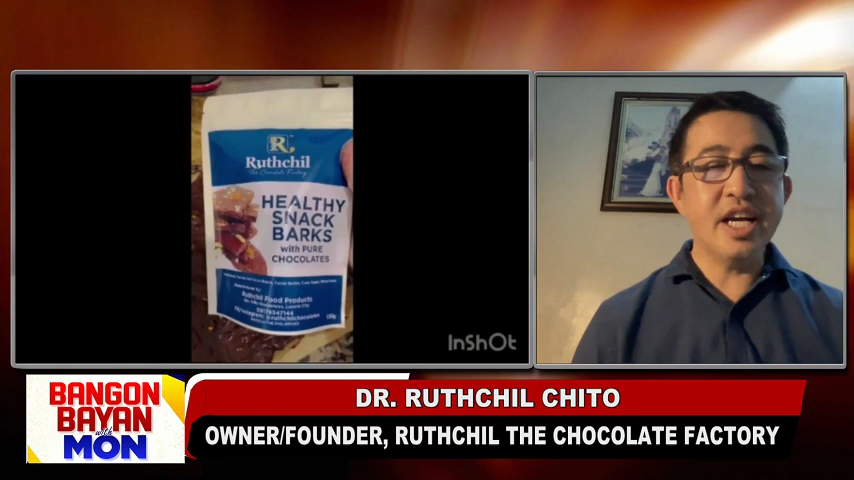 R
Ruthchil
The Chocolate Factory
HEALTHY
SNACK
BARKS
with PURE
CHOCOLATES
Ruthchil Food Products
InShOt
BANGON
BAYAN
with
MON
DR. RUTHCHIL CHITO
OWNER/FOUNDER, RUTHCHIL THE CHOCOLATE FACTORY